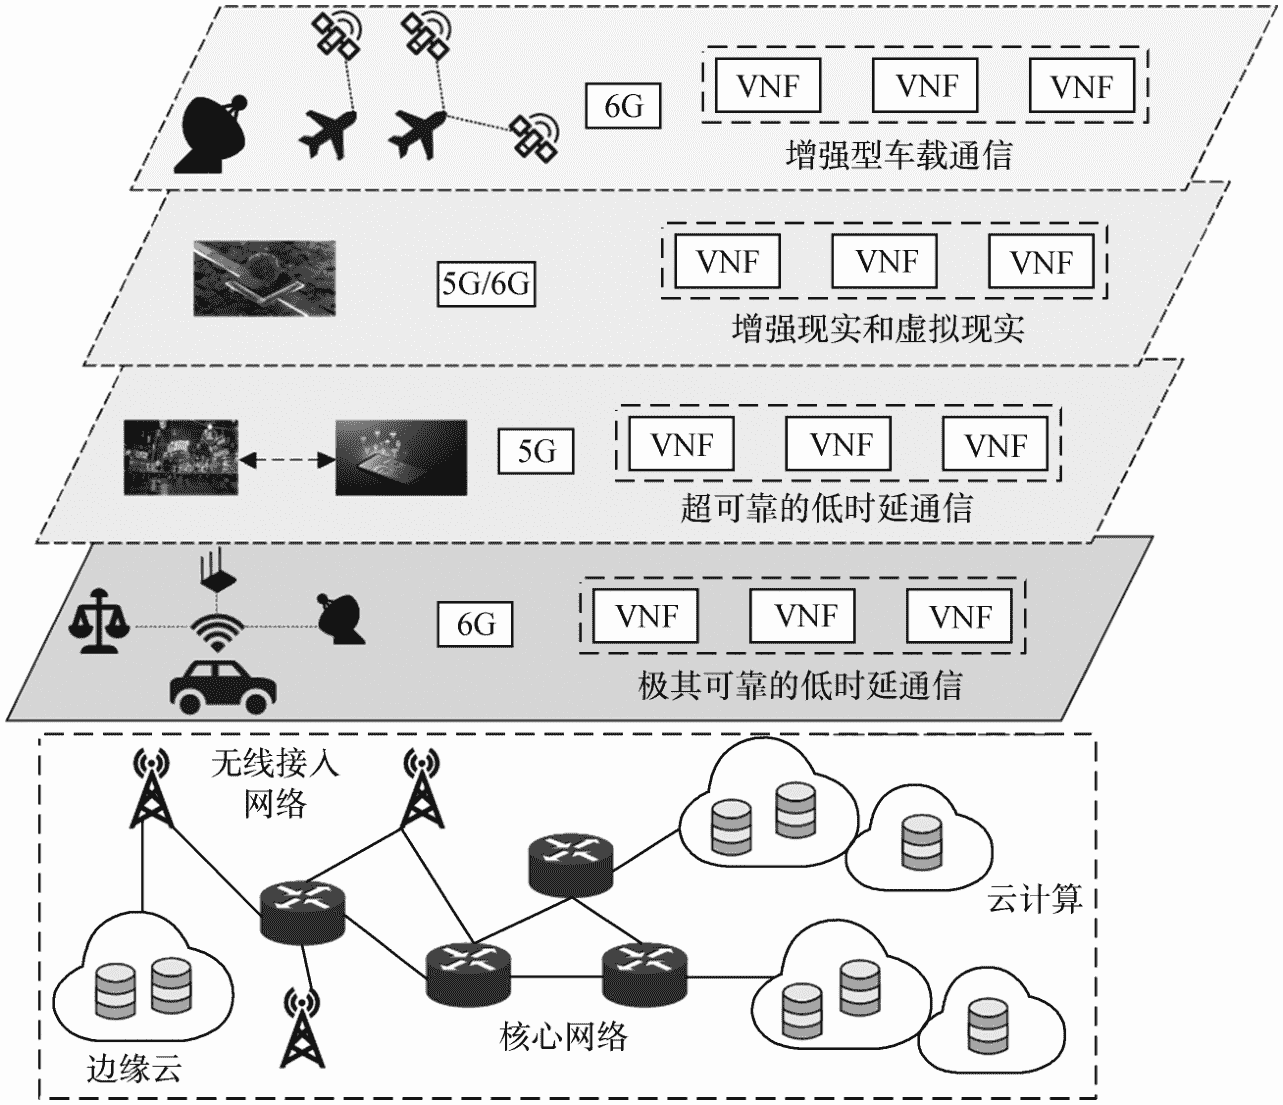 6G
VNF VNF VNF
增强型车载通信
5G/6G
VNF VNF VNF
增强现实和虚拟现实
5G
VNF VNF VNF
超可靠的低时延通信
6G
VNF VNF VNF
极其可靠的低时延通信
无线接入
网络
云计算
核心网络
边缘云